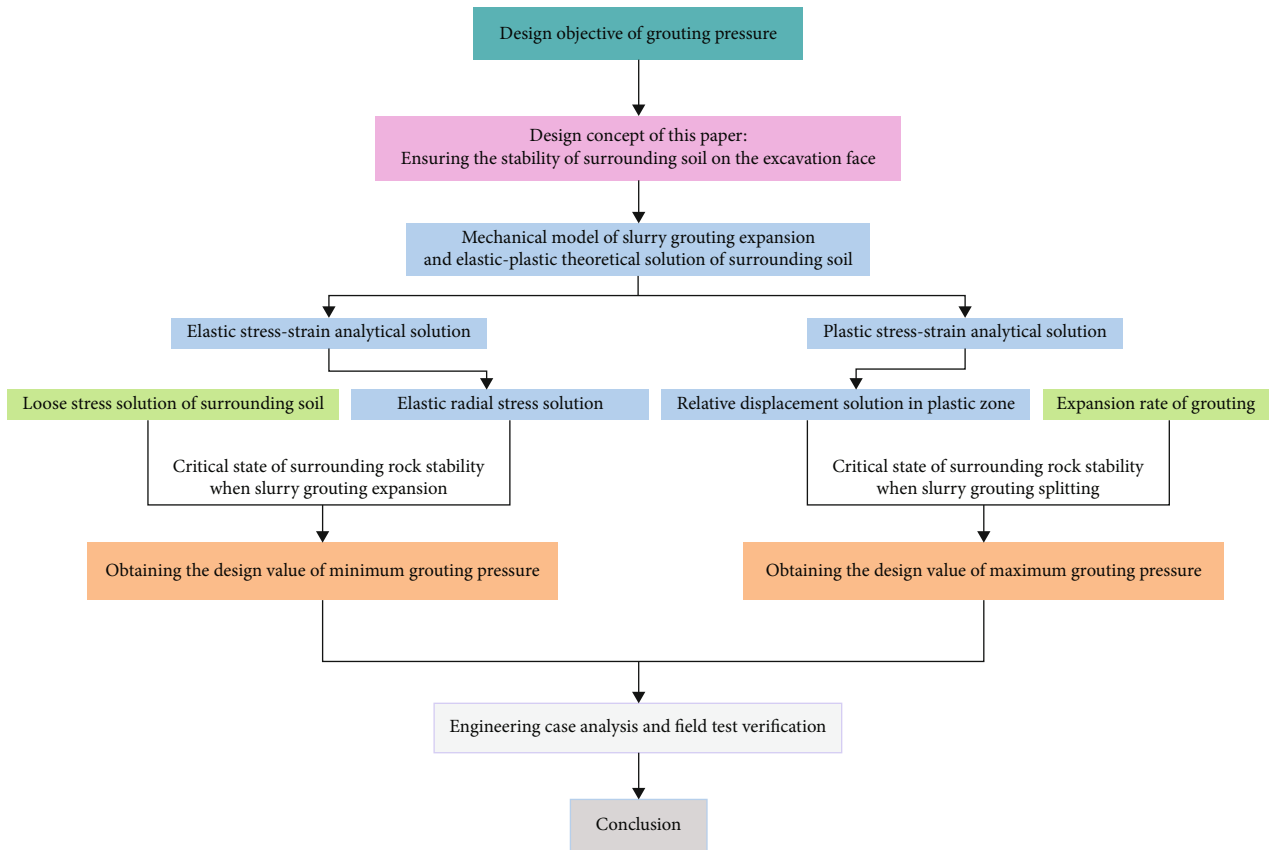 Design objective of grouting pressure
Design concept of this paper:
Ensuring the stability of surrounding soil on the excavation face
Mechanical model of slurry grouting expansion
and elastic-plastic theoretical solution of surrounding soil
Elastic stress-strain analytical solution
Plastic stress-strain analytical solution
Loose stress solution of surrounding soil
Elastic radial stress solution
Relative displacement solution in plastic zone
Expansion rate of grouting
Critical state of surrounding rock stability
when slurry grouting expansion
Critical state of surrounding rock stability
when slurry grouting splitting
Obtaining the design value of minimum grouting pressure
Obtaining the design value of maximum grouting pressure
Engineering case analysis and field test verification
Conclusion